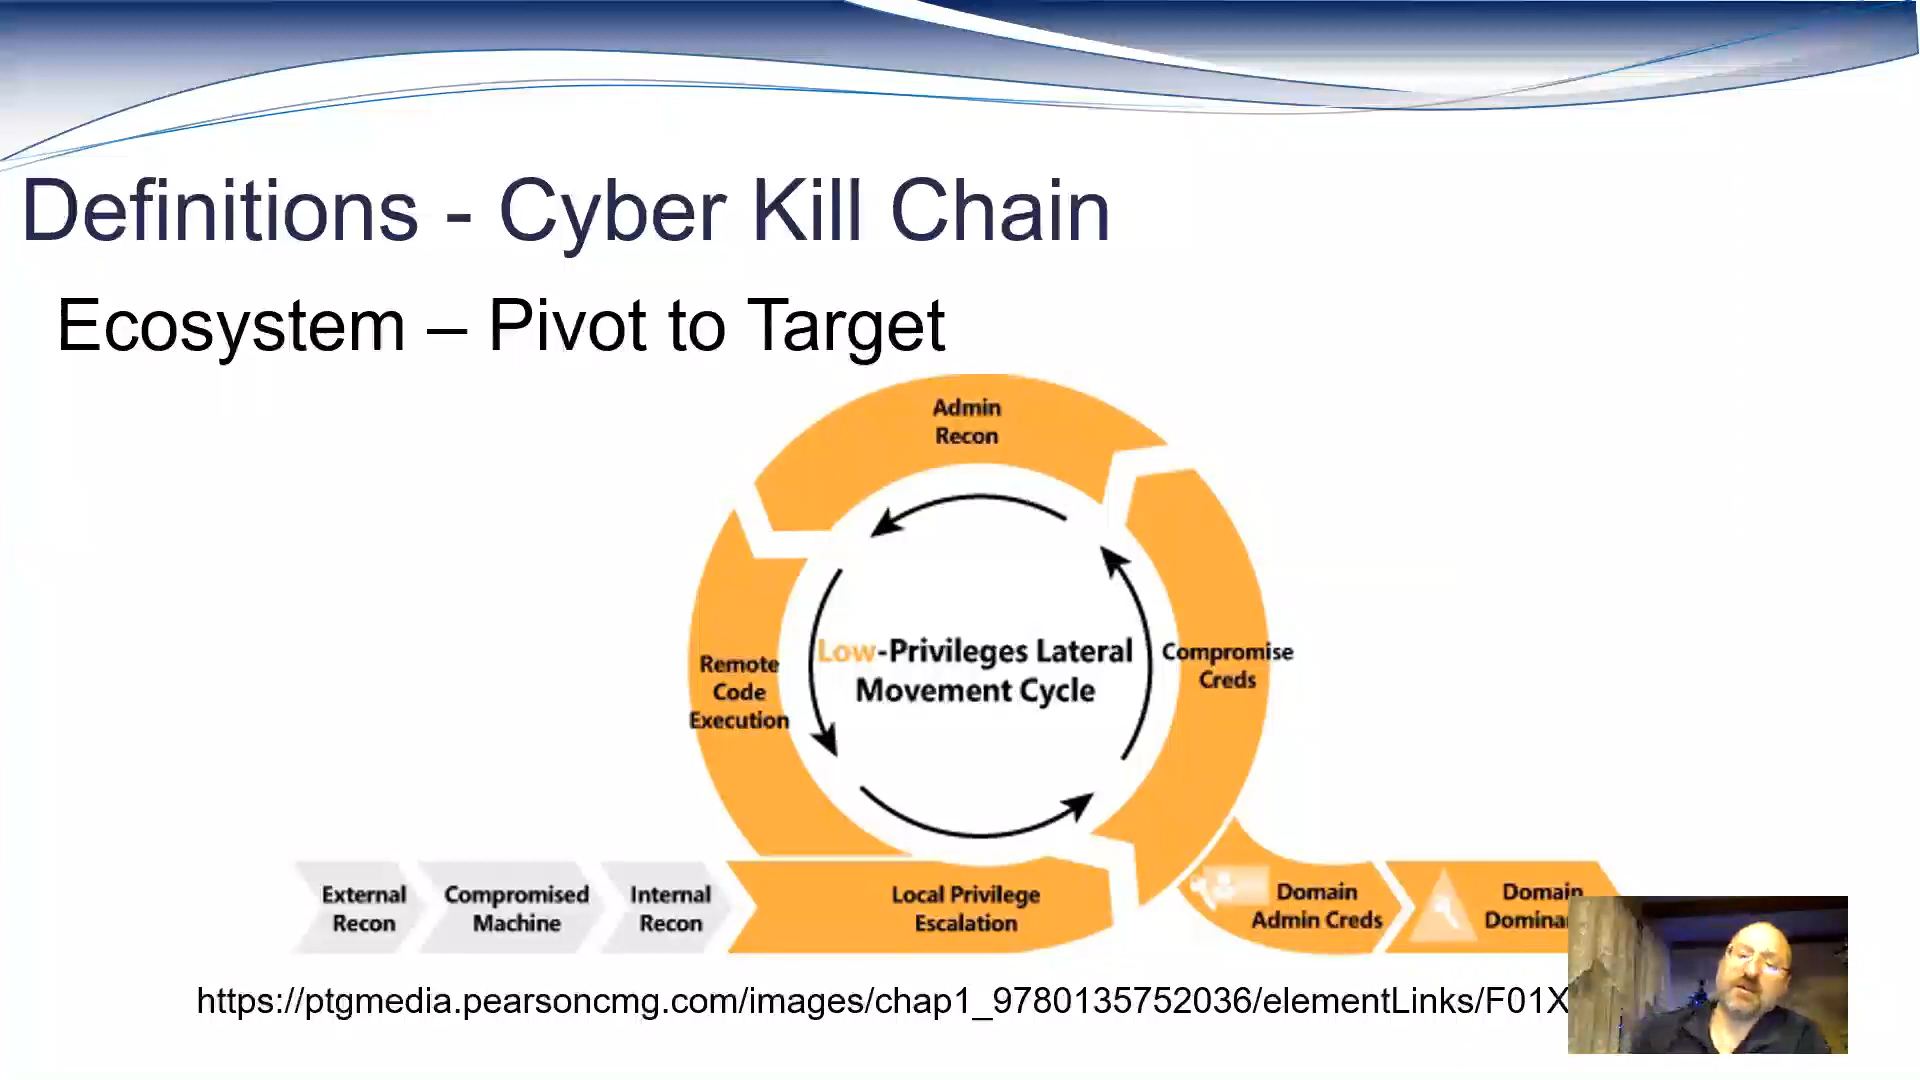 Definitions - Cyber Kill Chain
Ecosystem – Pivot to Target
Admin
Recon
Low-Privileges Lateral
Movement Cycle
Compromise
Creds
Remote
Code
Execution
External
Recon
Compromised
Machine
Internal
Recon
Local Privilege
Escalation
Domain
Admin Creds
Domain
https://ptgmedia.pearsoncmg.com/images/chap1_9780135752036/elementLinks/F01X